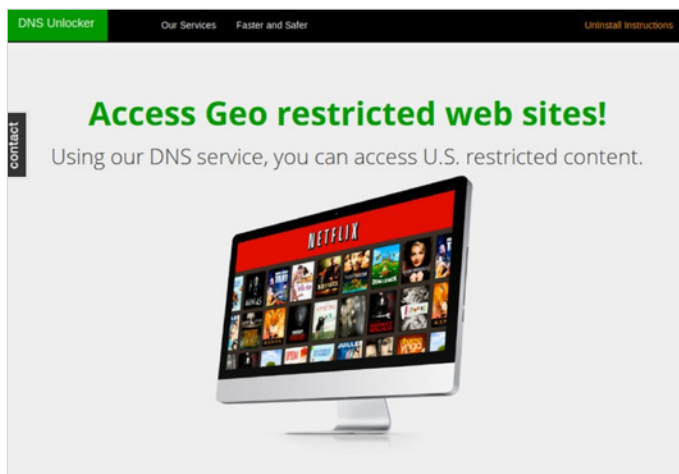 DNS Unlocker
Our Services
Faster and Safer
UnInstall Instructions
contact
Access Geo restricted web sites!
Using our DNS service, you can access U.S. restricted content.
NETFLIX